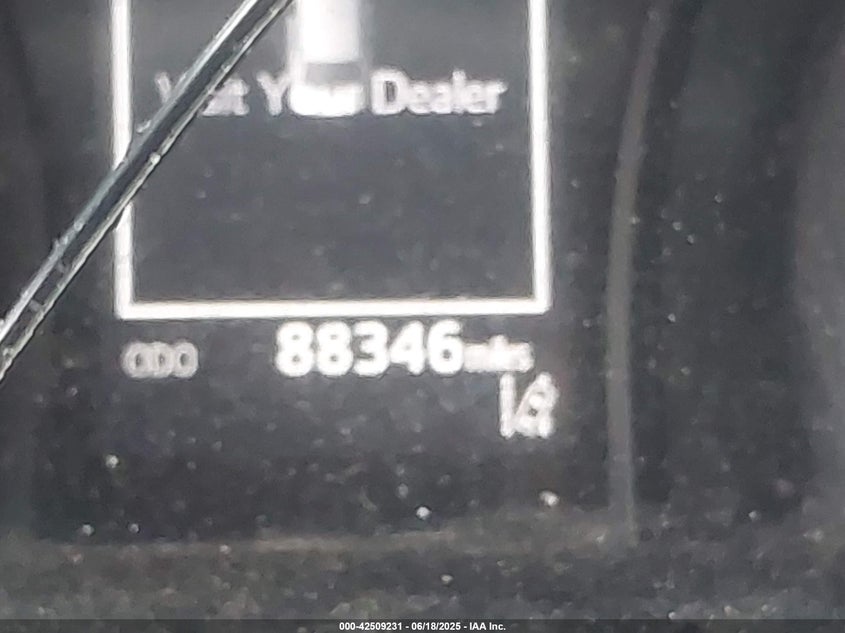 Visit Your Dealer
ODO 88346 miles
000-42509231 - 06/18/2025 - IAA Inc.